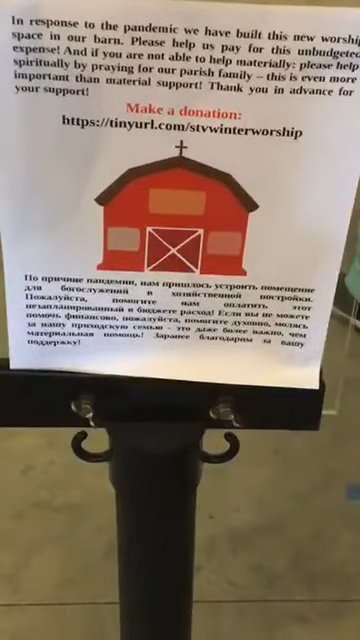 In response to the pandemic we have built this new worship
space in our barn. Please help us pay for this unbudgeted
expense! And if you are not able to help materially: please help
spiritually by praying for our parish family – this is even more
important than material support! Thank you in advance for
your support!
Make a donation:
https://tinyurl.com/stvwinterworship
По причине пандемии, нам пришлось устроить помещение
для богослужений в хозяйственной постройки.
Пожалуйста, помогите нам оплатить этот
незапланированный в бюджете расход! Если вы не можете
помочь финансово, пожалуйста, помогите духовно, молясь
за нашу приходскую семью - это даже более важно, чем
материальная помощь! Заранее благодарим за вашу
поддержку!